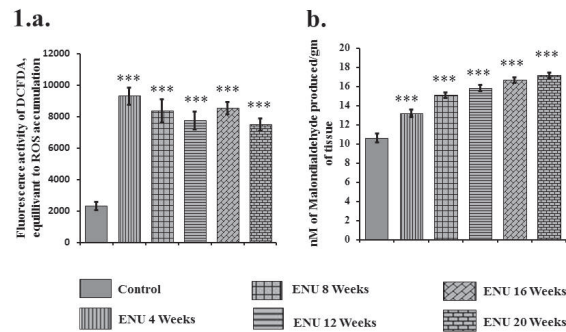 1.a.
Fluorescence activity of DCFDA,
equillivant to ROS accumulation
12000
10000
8000
6000
4000
2000
0
***
***
***
***
***
b.
nM of Malondialdehyde produced/gm
of tissue
20
18
16
14
12
10
8
6
4
2
0
***
***
***
***
***
Control
ENU 4 Weeks
ENU 8 Weeks
ENU 12 Weeks
ENU 16 Weeks
ENU 20 Weeks